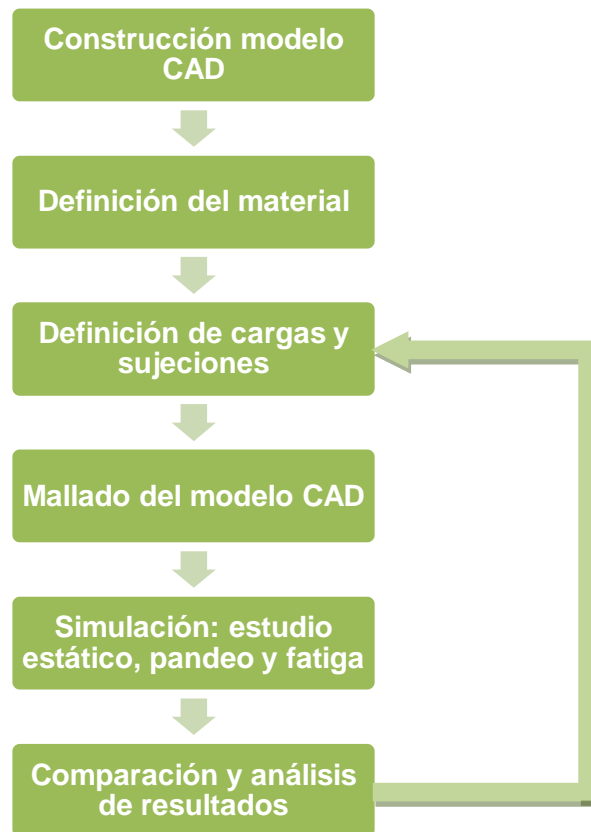 Construcción modelo
CAD
Definición del material
Definición de cargas y
sujeciones
Mallado del modelo CAD
Simulación: estudio
estático, pandeo y fatiga
Comparación y análisis
de resultados